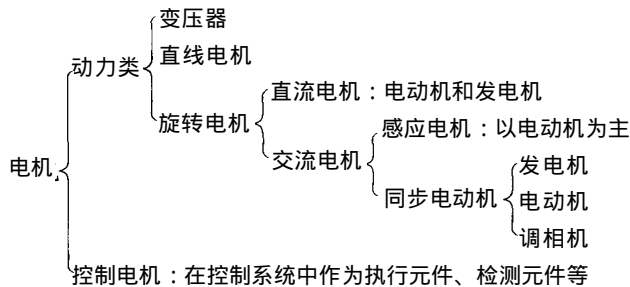 变压器
动力类
直线电机
直流电机：电动机和发电机
旋转电机
感应电机：以电动机为主
交流电机
电机
发电机
同步电动机
电动机
调相机
控制电机：在控制系统中作为执行元件、检测元件等